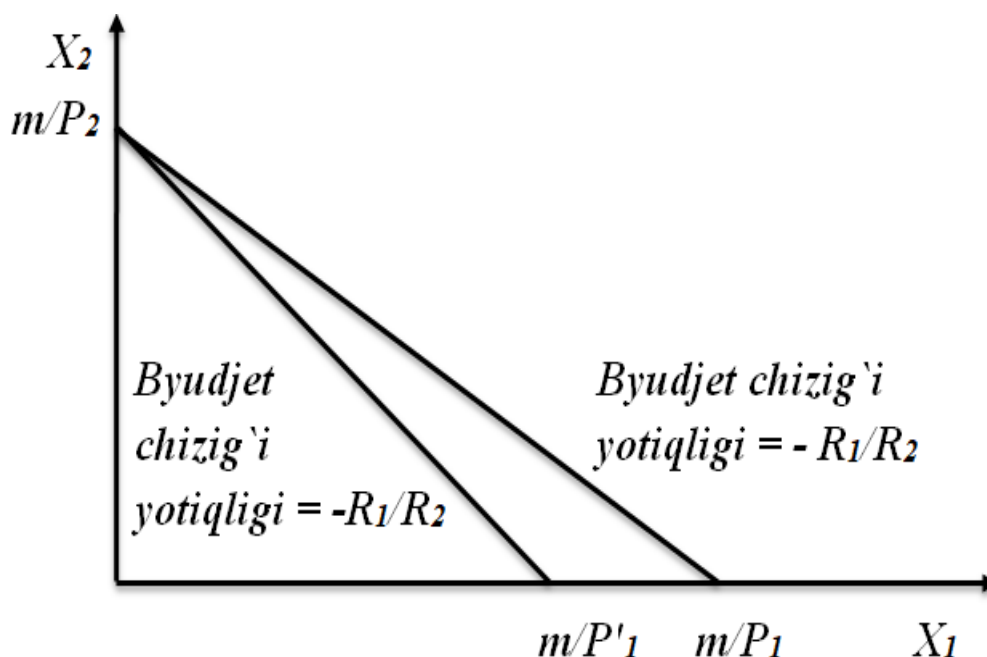 X2
m/P2
Byudjet
chizig`i
yotiqligi = -R1/R2
Byudjet chizig`i
yotiqligi = - R1/R2
m/P'1
m/P1
X1